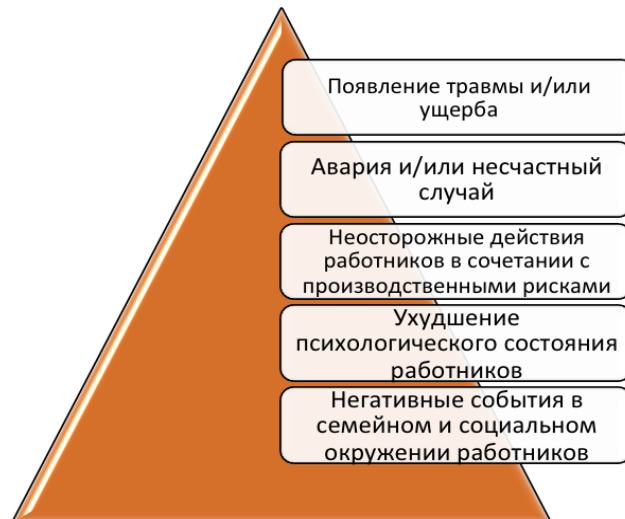 Появление травмы и/или
ущерба
Авария и/или несчастный
случай
Неосторожные действия
работников в сочетании с
производственными рисками
Ухудшение
психологического состояния
работников
Негативные события в
семейном и социальном
окружении работников